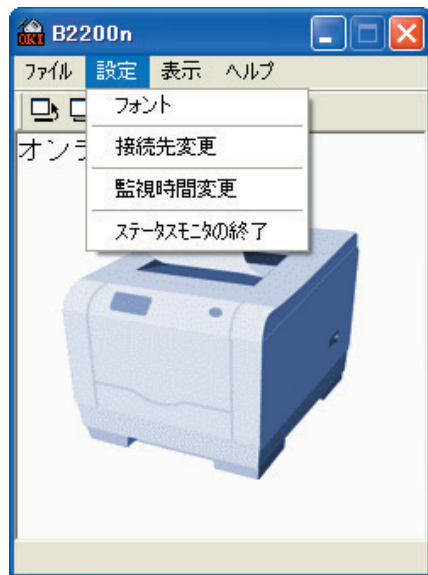 OKI B2200n
ファイル 設定 表示 ヘルプ
フォント
オンラ
接続先変更
監視時間変更
ステータスモニタの終了